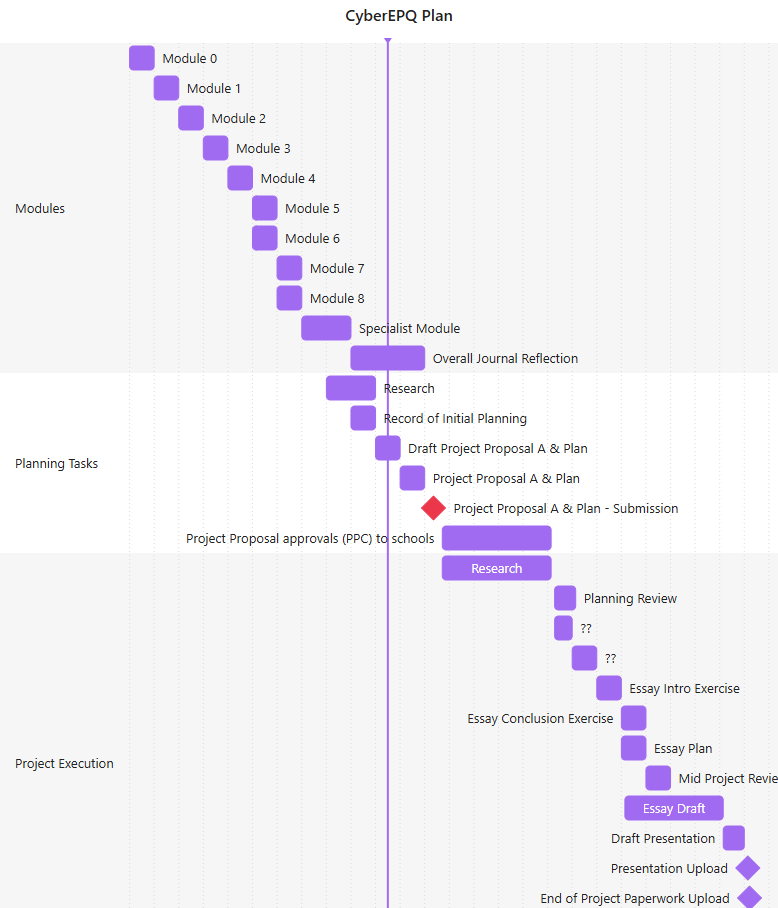 CyberEPQ Plan
Module 0
Module 1
Module 2
Module 3
Module 4
Modules
Module 5
Module 6
Module 7
Module 8
Specialist Module
Overall Journal Reflection
Research
Record of Initial Planning
Draft Project Proposal A & Plan
Planning Tasks
Project Proposal A & Plan
Project Proposal A & Plan - Submission
Project Proposal approvals (PPC) to schools
Research
Planning Review
??
??
Essay Intro Exercise
Essay Conclusion Exercise
Essay Plan
Project Execution
Mid Project Revie
Essay Draft
Draft Presentation
Presentation Upload
End of Project Paperwork Upload